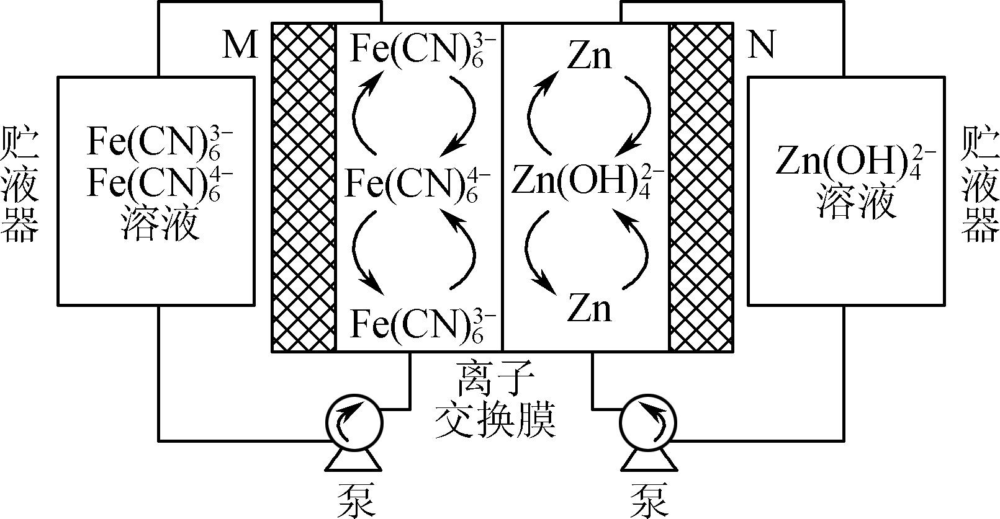 M
N
Fe(CN)₆³⁻
Zn
贮液器
Fe(CN)₆³⁻
Fe(CN)₆⁴⁻
溶液
Fe(CN)₆⁴⁻
Zn(OH)₄²⁻
Zn(OH)₄²⁻
溶液
贮液器
Fe(CN)₆³⁻
Zn
离子
交换膜
泵
泵